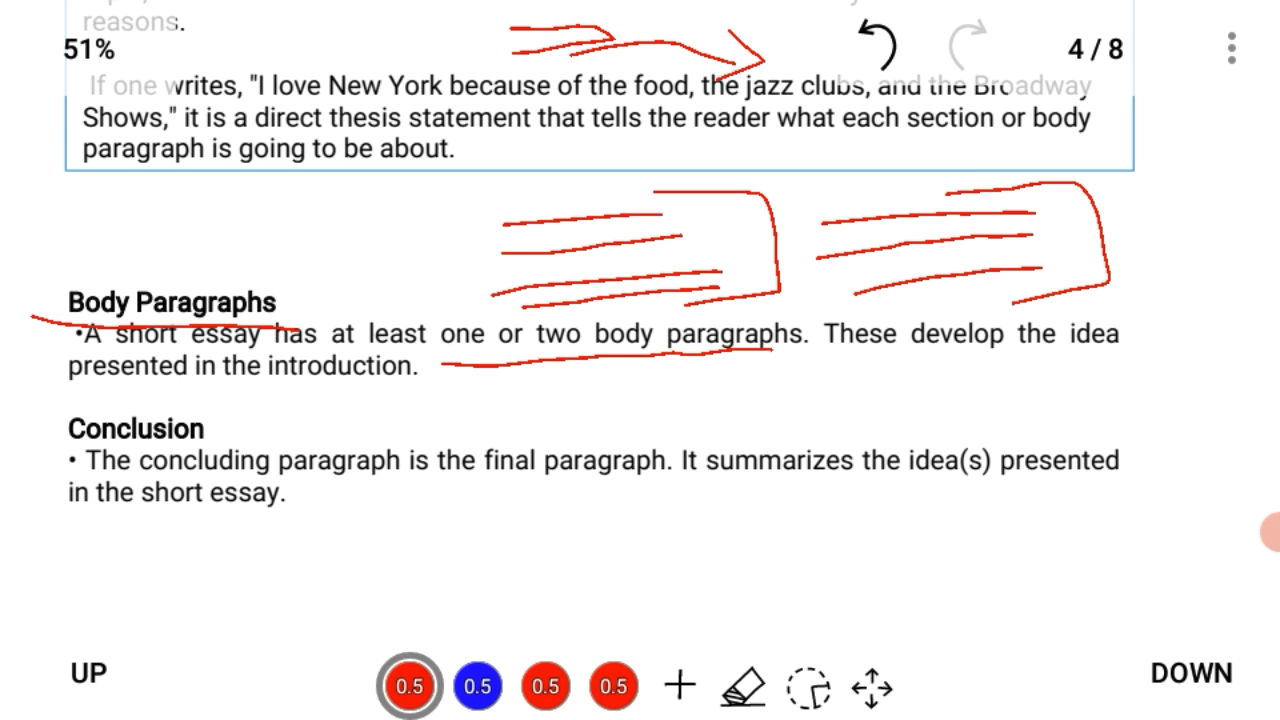 reasons.
51%
4 / 8
If one writes, "I love New York because of the food, the jazz clubs, and the Broadway
Shows," it is a direct thesis statement that tells the reader what each section or body
paragraph is going to be about.
Body Paragraphs
•A short essay has at least one or two body paragraphs. These develop the idea
presented in the introduction.
Conclusion
• The concluding paragraph is the final paragraph. It summarizes the idea(s) presented
in the short essay.
UP
0.5 0.5 0.5 0.5
DOWN